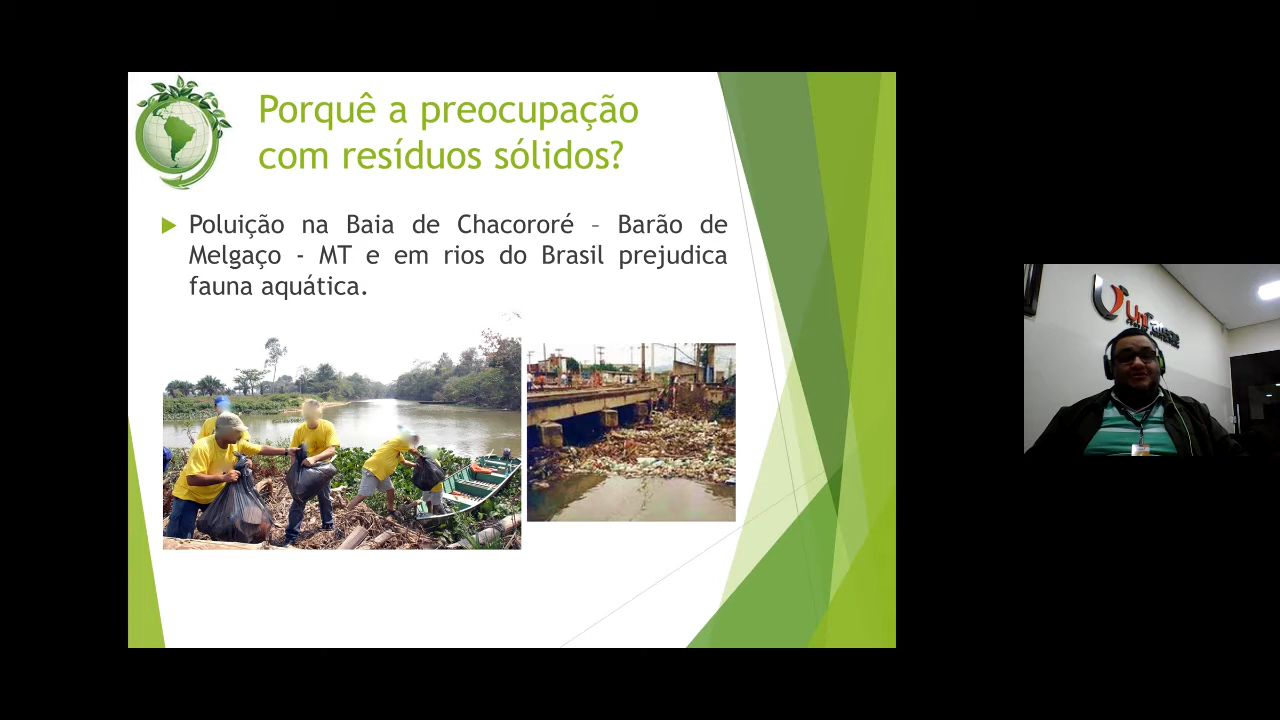 Porquê a preocupação
com resíduos sólidos?
Poluição na Baia de Chacororé – Barão de
Melgaço - MT e em rios do Brasil prejudica
fauna aquática.